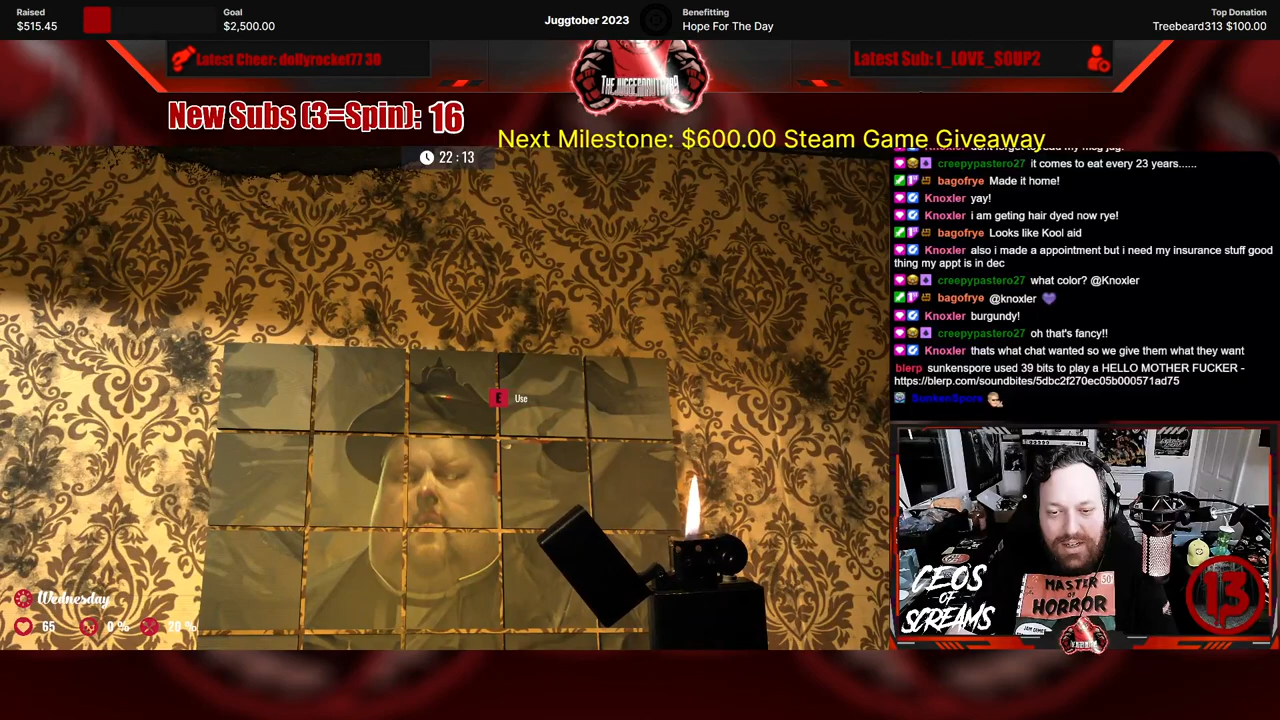 Raised
$515.45
Goal
$2,500.00
Juggtober 2023
Benefitting
Hope For The Day
Top Donation
Treebeard313 $100.00
Latest Cheer: dollyrocket77 30
THEJUGGERNAUT0789
Latest Sub: I_LOVE_SOUP2
New Subs (3=Spin): 16
Next Milestone: $600.00 Steam Game Giveaway
22 : 13
creepypastero27 it comes to eat every 23 years......
bagofrye Made it home!
Knoxler yay!
Knoxler i am geting hair dyed now rye!
bagofrye Looks like Kool aid
Knoxler also i made a appointment but i need my insurance stuff good
thing my appt is in dec
creepypastero27 what color? @Knoxler
bagofrye @knoxler
Knoxler burgundy!
creepypastero27 oh that's fancy!!
Knoxler thats what chat wanted so we give them what they want
blerp sunkenspore used 39 bits to play a HELLO MOTHER FUCKER -
https://blerp.com/soundbites/5dbc2f270ec05b000571ad75
SunkenSpore
E Use
Wednesday
65
0 %
20 %
CEOS
OF
SCREAMS
MASTER
OF
HORROR
50¢
13